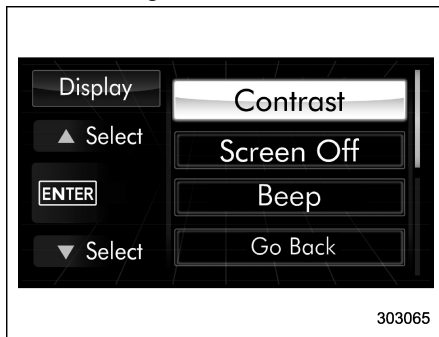 Display
Contrast
▲ Select
Screen Off
ENTER
Beep
▼ Select
Go Back
303065